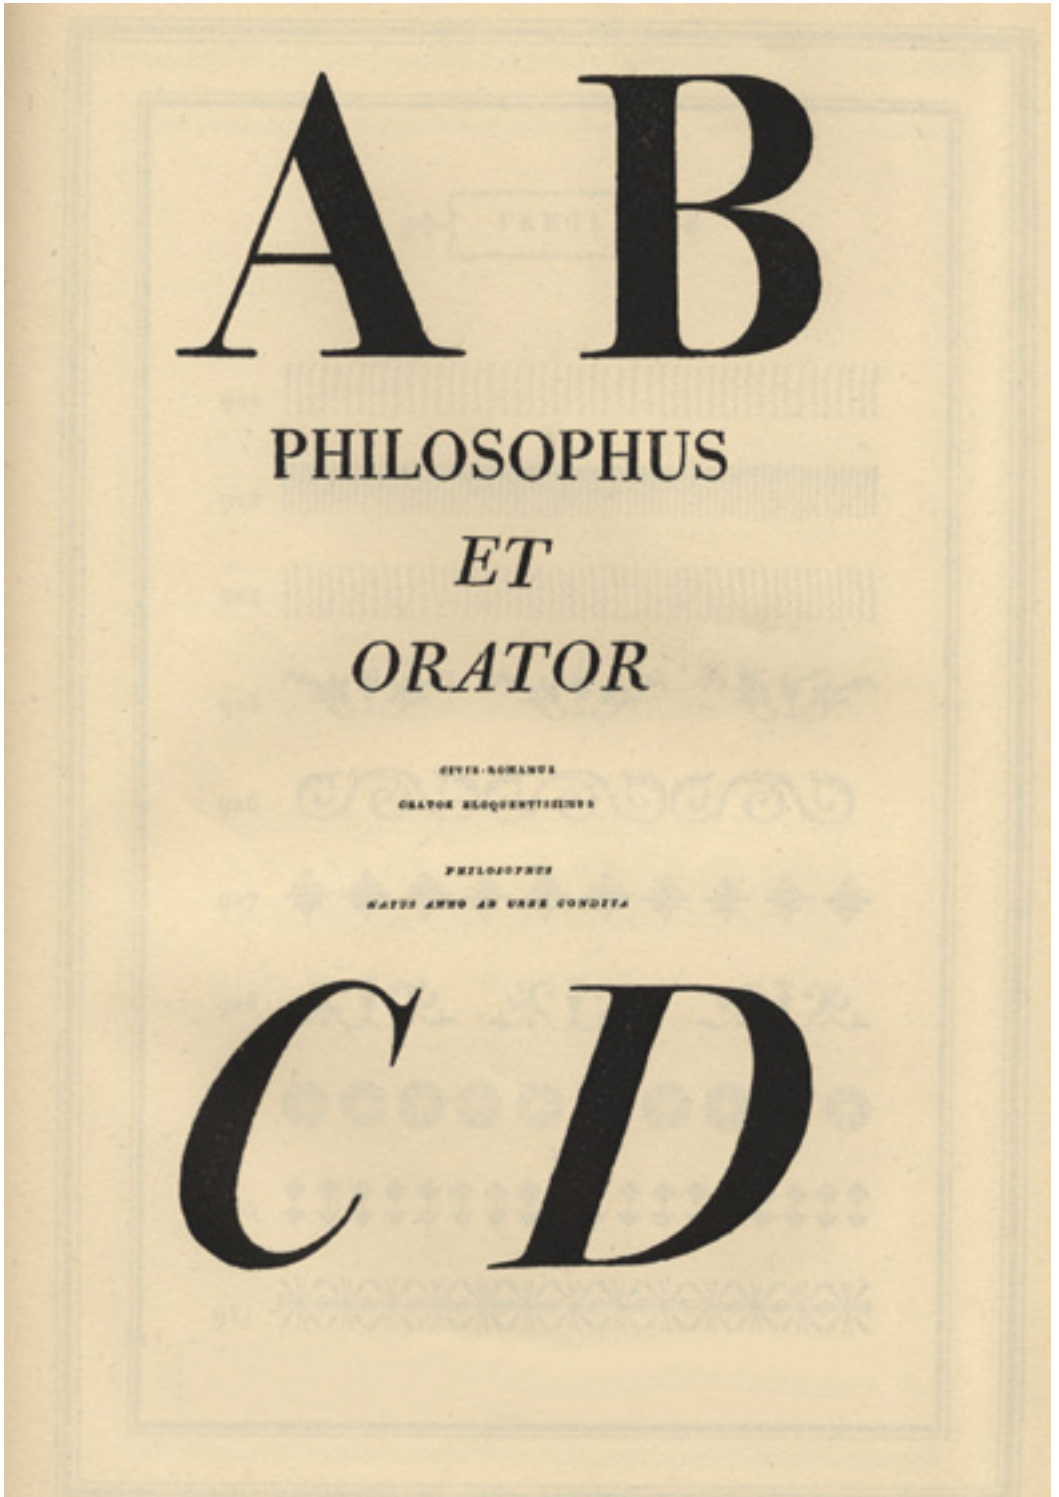 A B
PHILOSOPHUS
ET
ORATOR
CIVIS ROMANUS
ORATOR ELOQUENTISSIMUS
PHILOSOPHUS
NATUS ANNO AB URBE CONDITA
C D